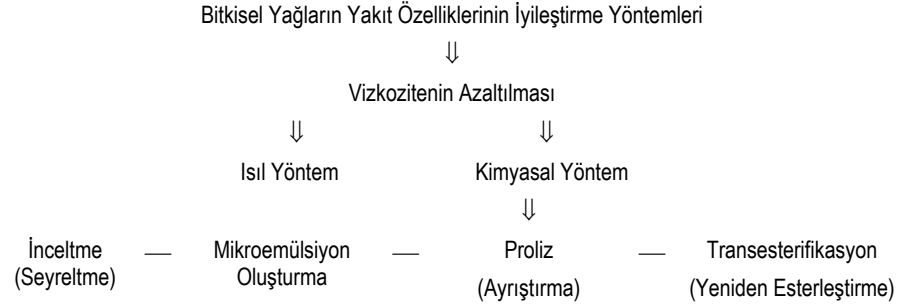 Bitkisel Yağların Yakıt Özelliklerinin İyileştirme Yöntemleri
⇓
Vizkozitenin Azaltılması
⇓ ⇓
Isıl Yöntem Kimyasal Yöntem
⇓
İnceltme — Mikroemülsiyon — Proliz — Transesterifikasyon
(Seyreltme) Oluşturma (Ayrıştırma) (Yeniden Esterleştirme)